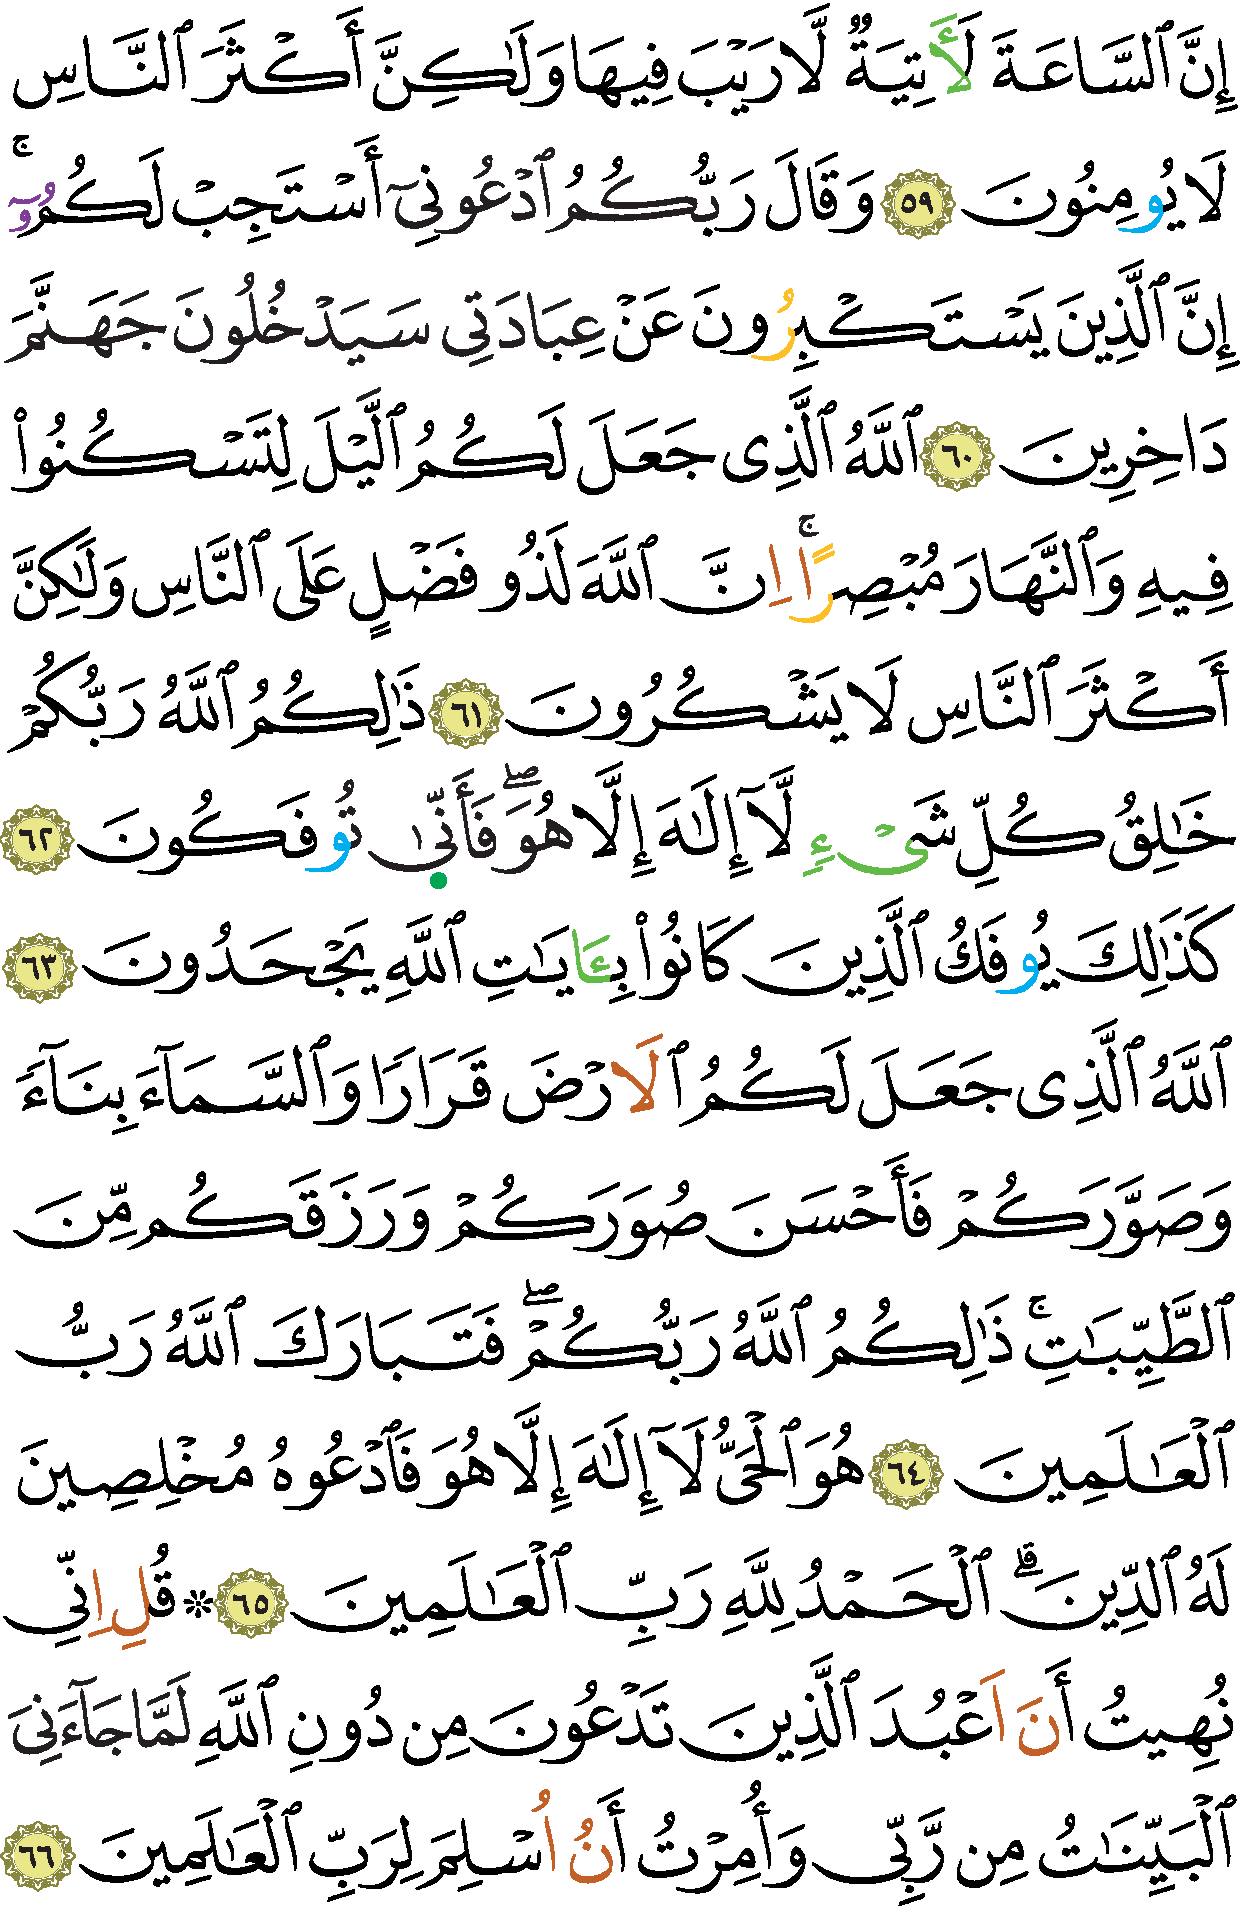 إِنَّ ٱلسَّاعَةَ لَأَتِيَةٞ لَّا رَيۡبَ فِيهَا وَلَٰكِنَّ أَكۡثَرَ ٱلنَّاسِ
لَا يُومِنُونَ ٥٩ وَقَالَ رَبُّكُمُ ٱدۡعُونِيٓ أَسۡتَجِبۡ لَكُمُۥٓۚ
إِنَّ ٱلَّذِينَ يَسۡتَكۡبِرُونَ عَنۡ عِبَادَتِي سَيَدۡخُلُونَ جَهَنَّمَ
دَاخِرِينَ ٦٠ ٱللَّهُ ٱلَّذِي جَعَلَ لَكُمُ ٱلَّيۡلَ لِتَسۡكُنُواْ
فِيهِ وَٱلنَّهَارَ مُبۡصِرًاۚ اِنَّ ٱللَّهَ لَذُو فَضۡلٍ عَلَى ٱلنَّاسِ وَلَٰكِنَّ
أَكۡثَرَ ٱلنَّاسِ لَا يَشۡكُرُونَ ٦١ ذَٰلِكُمُ ٱللَّهُ رَبُّكُمۡ
خَٰلِقُ كُلِّ شَيۡءٖ لَّآ إِلَٰهَ إِلَّا هُوَۖ فَأَنّ۪يٰ تُوفَكُونَ ٦٢
كَذَٰلِكَ يُوفَكُ ٱلَّذِينَ كَانُواْ بِـَٔايَٰتِ ٱللَّهِ يَجۡحَدُونَ ٦٣
ٱللَّهُ ٱلَّذِي جَعَلَ لَكُمُ ٱلَارۡضَ قَرَارٗا وَٱلسَّمَآءَ بِنَآءٗ
وَصَوَّرَكُمۡ فَأَحۡسَنَ صُوَرَكُمۡ وَرَزَقَكُم مِّنَ
ٱلطَّيِّبَٰتِۚ ذَٰلِكُمُ ٱللَّهُ رَبُّكُمۡۖ فَتَبَارَكَ ٱللَّهُ رَبُّ
ٱلۡعَٰلَمِينَ ٦٤ هُوَ ٱلۡحَيُّ لَآ إِلَٰهَ إِلَّا هُوَ فَٱدۡعُوهُ مُخۡلِصِينَ
لَهُ ٱلدِّينَۗ ٱلۡحَمۡدُ لِلَّهِ رَبِّ ٱلۡعَٰلَمِينَ ٦٥ * قُلِ اِنِّي
نُهِيتُ أَنَ اَعۡبُدَ ٱلَّذِينَ تَدۡعُونَ مِن دُونِ ٱللَّهِ لَمَّا جَآءَنِيَ
ٱلۡبَيِّنَٰتُ مِن رَّبِّي وَأُمِرۡتُ أَنُ اُسۡلِمَ لِرَبِّ ٱلۡعَٰلَمِينَ ٦٦